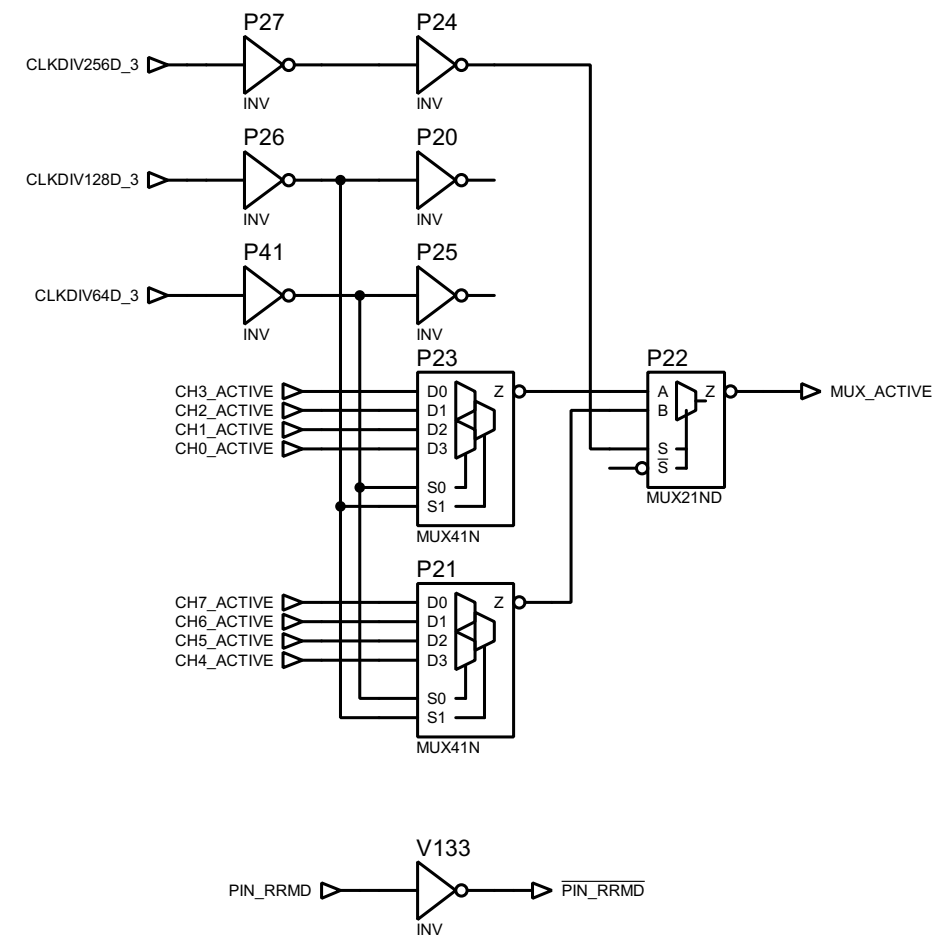 P27
P24
CLKDIV256D_3
INV
INV
P26
P20
CLKDIV128D_3
INV
INV
P41
P25
CLKDIV64D_3
INV
INV
P23
P22
CH3_ACTIVE
D0
Z
A
Z
MUX_ACTIVE
CH2_ACTIVE
D1
B
CH1_ACTIVE
D2
CH0_ACTIVE
D3
S
S̅
S0
S1
MUX21ND
MUX41N
P21
CH7_ACTIVE
D0
Z
CH6_ACTIVE
D1
CH5_ACTIVE
D2
CH4_ACTIVE
D3
S0
S1
MUX41N
V133
PIN_RRMD
P̅I̅N̅_̅R̅R̅M̅D̅
INV